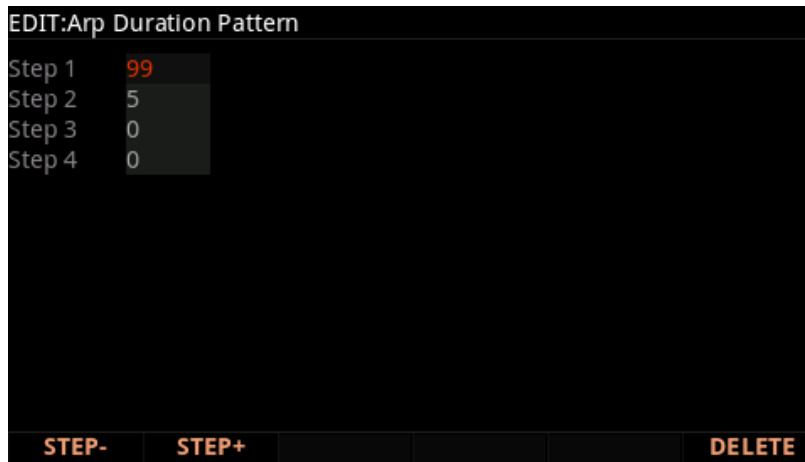 EDIT:Arp Duration Pattern
Step 1 99
Step 2 5
Step 3 0
Step 4 0
STEP- STEP+ DELETE